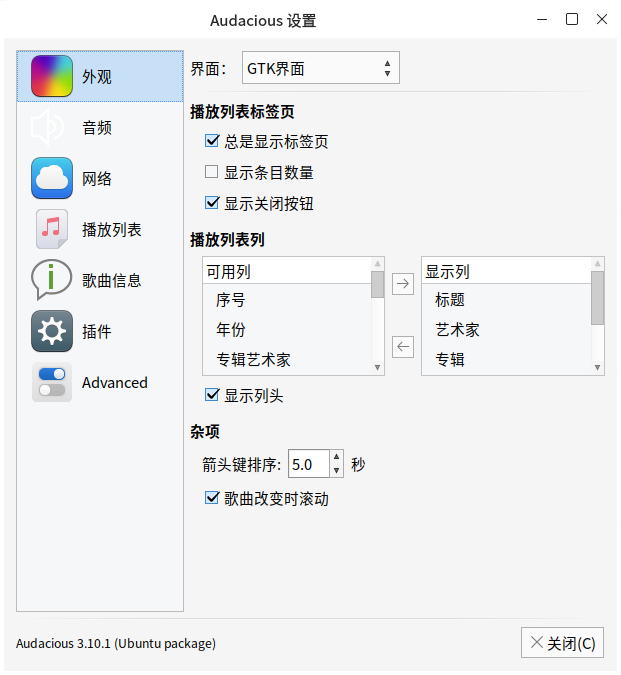 Audacious 设置
外观
音频
网络
播放列表
歌曲信息
插件
Advanced
界面：
GTK界面
播放列表标签页
总是显示标签页
显示条目数量
显示关闭按钮
播放列表列
可用列
序号
年份
专辑艺术家
显示列
标题
艺术家
专辑
显示列头
杂项
箭头键排序: 5.0 秒
歌曲改变时滚动
Audacious 3.10.1 (Ubuntu package)
关闭(C)